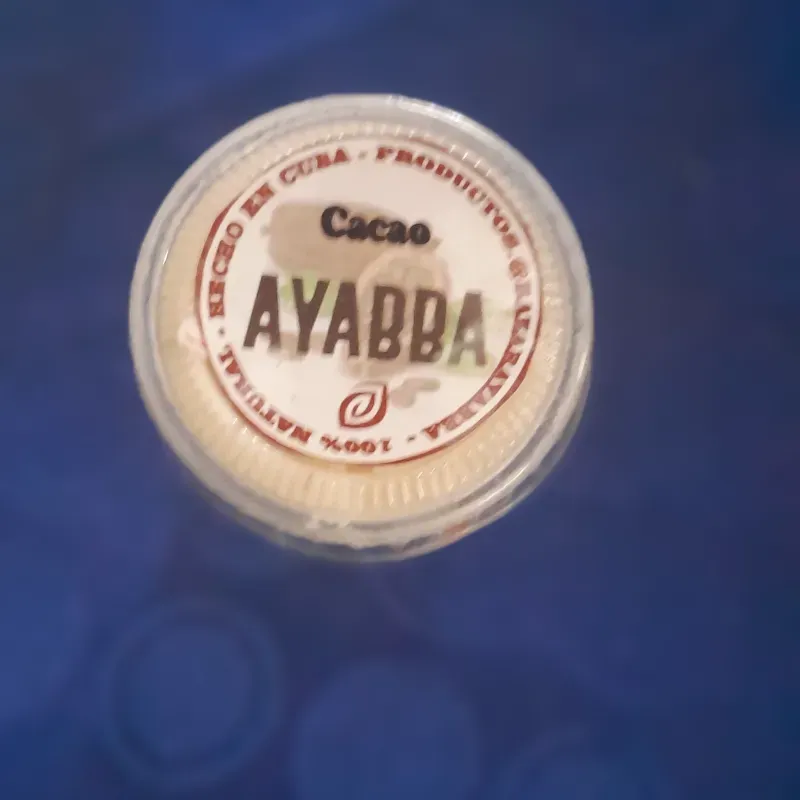 Cacao
AYABBA
HECHO EN CUBA · PRODUCTOS
· 100% NATURAL ·